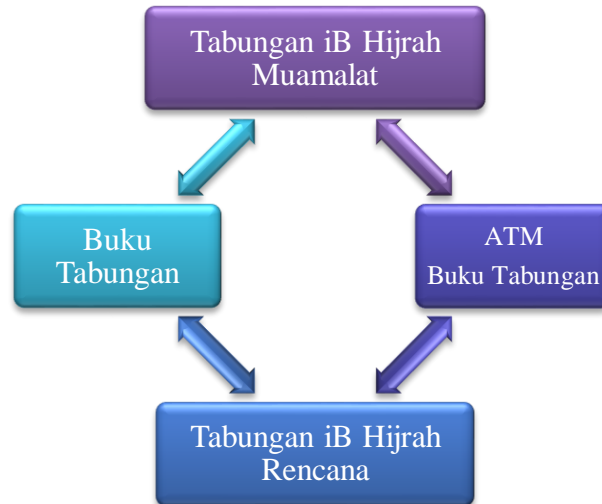 Tabungan iB Hijrah
Muamalat
Buku
Tabungan
ATM
Buku Tabungan
Tabungan iB Hijrah
Rencana